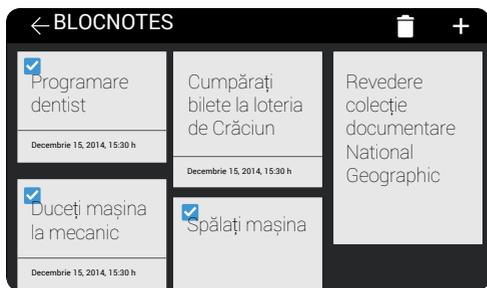 BLOCNOTES
Programare
dentist
Decembrie 15, 2014, 15:30 h
Cumpărați
bilete la loteria
de Crăciun
Decembrie 15, 2014, 15:30 h
Revedere
colecție
documentare
National
Geographic
Duceți mașina
la mecanic
Decembrie 15, 2014, 15:30 h
Spălați mașina